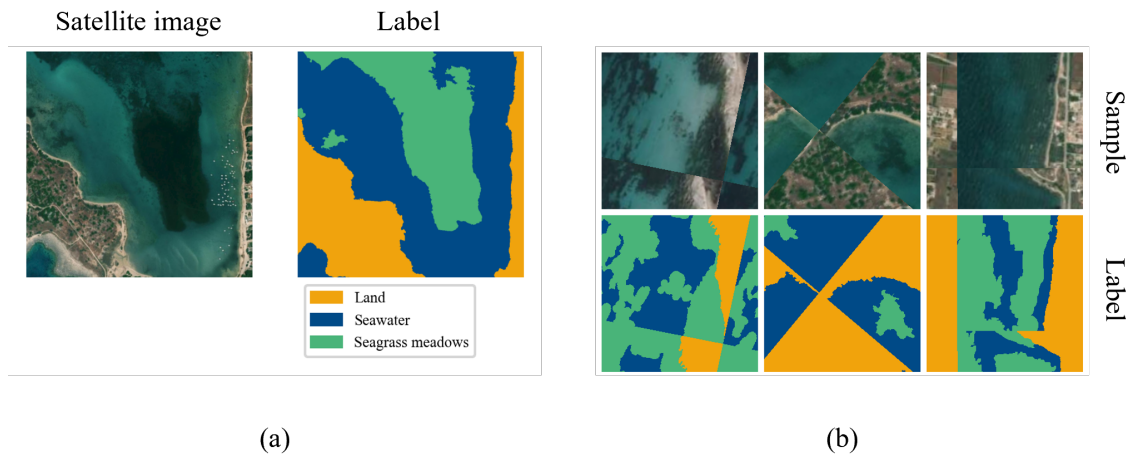 Satellite image
Label
Land
Seawater
Seagrass meadows
(a)
Sample
Label
(b)